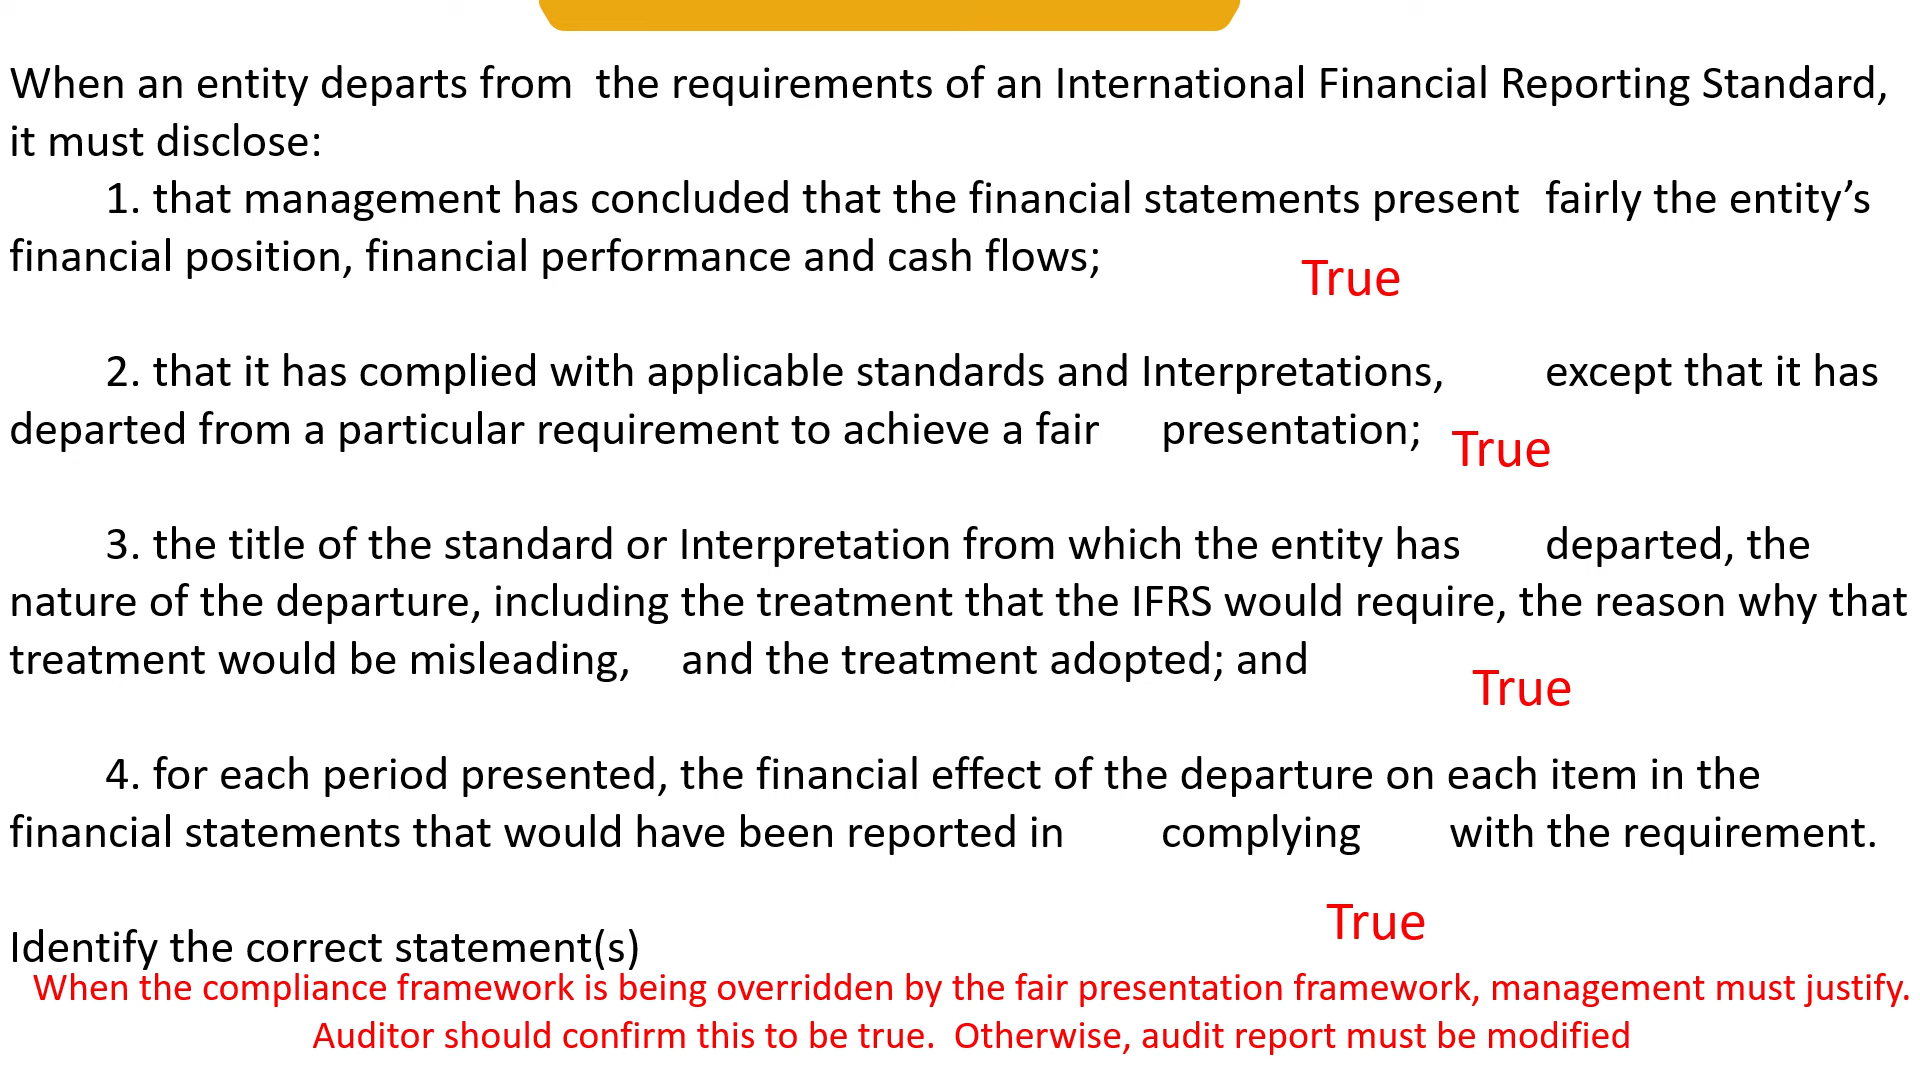 When an entity departs from the requirements of an International Financial Reporting Standard,
it must disclose:
1. that management has concluded that the financial statements present fairly the entity’s
financial position, financial performance and cash flows;
True
2. that it has complied with applicable standards and Interpretations, except that it has
departed from a particular requirement to achieve a fair presentation;
True
3. the title of the standard or Interpretation from which the entity has departed, the
nature of the departure, including the treatment that the IFRS would require, the reason why that
treatment would be misleading, and the treatment adopted; and
True
4. for each period presented, the financial effect of the departure on each item in the
financial statements that would have been reported in complying with the requirement.
True
Identify the correct statement(s)
When the compliance framework is being overridden by the fair presentation framework, management must justify.
Auditor should confirm this to be true. Otherwise, audit report must be modified